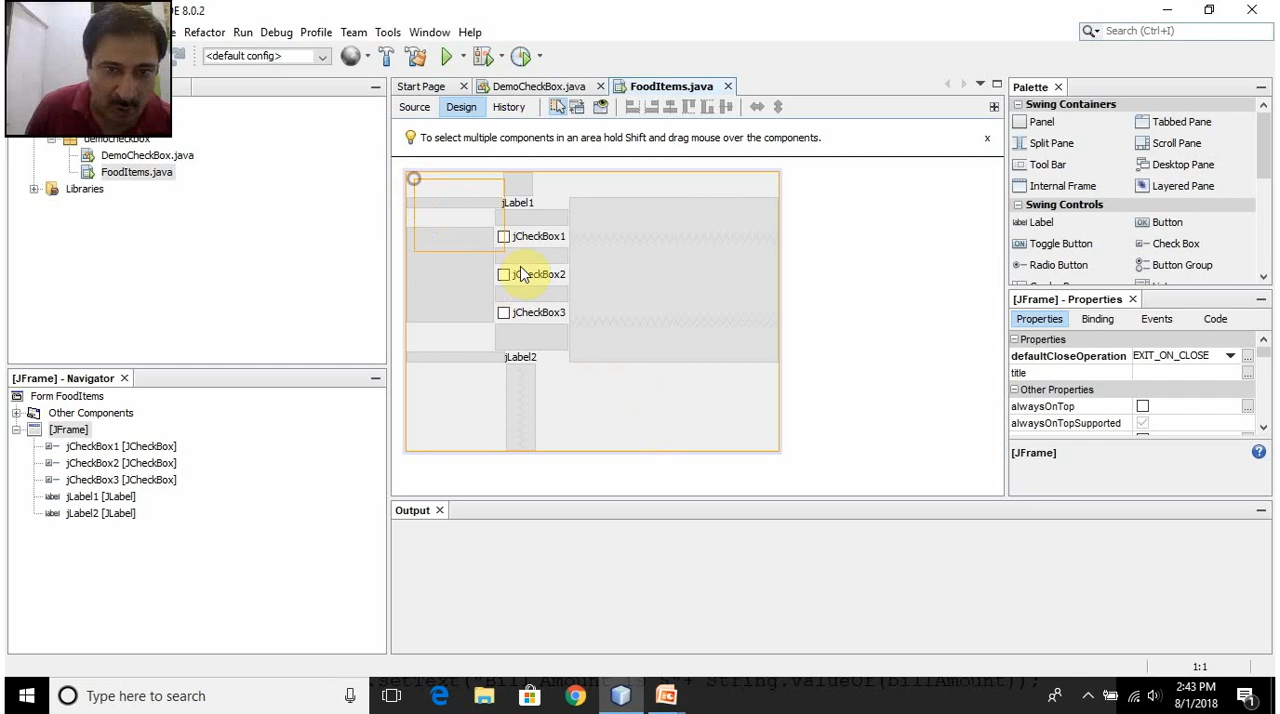 DE 8.0.2
Refactor Run Debug Profile Team Tools Window Help
Search (Ctrl+I)
<default config>
Start Page
DemoCheckBox.java
FoodItems.java
Source Design History
To select multiple components in an area hold Shift and drag mouse over the components. x
democheckbox
DemoCheckBox.java
FoodItems.java
Libraries
jLabel1
jCheckBox1
jCheckBox2
jCheckBox3
jLabel2
Palette
Swing Containers
Panel Tabbed Pane
Split Pane Scroll Pane
Tool Bar Desktop Pane
Internal Frame Layered Pane
Swing Controls
Label Button
Toggle Button Check Box
Radio Button Button Group
[JFrame] - Properties
Properties Binding Events Code
Properties
defaultCloseOperation EXIT_ON_CLOSE
title
Other Properties
alwaysOnTop
alwaysOnTopSupported
[JFrame]
[JFrame] - Navigator
Form FoodItems
Other Components
[JFrame]
jCheckBox1 [JCheckBox]
jCheckBox2 [JCheckBox]
jCheckBox3 [JCheckBox]
jLabel1 [JLabel]
jLabel2 [JLabel]
Output
1:1
Type here to search
2:43 PM
8/1/2018
1